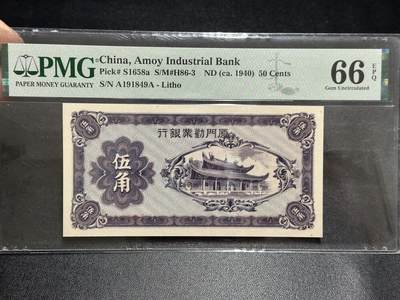 PMG
PAPER MONEY GUARANTY
China, Amoy Industrial Bank
Pick# S1658a S/M#H86-3 ND (ca. 1940) 50 Cents
S/N A191849A - Litho
66 EPQ
Gem Uncirculated
行銀業勸門厦
伍角